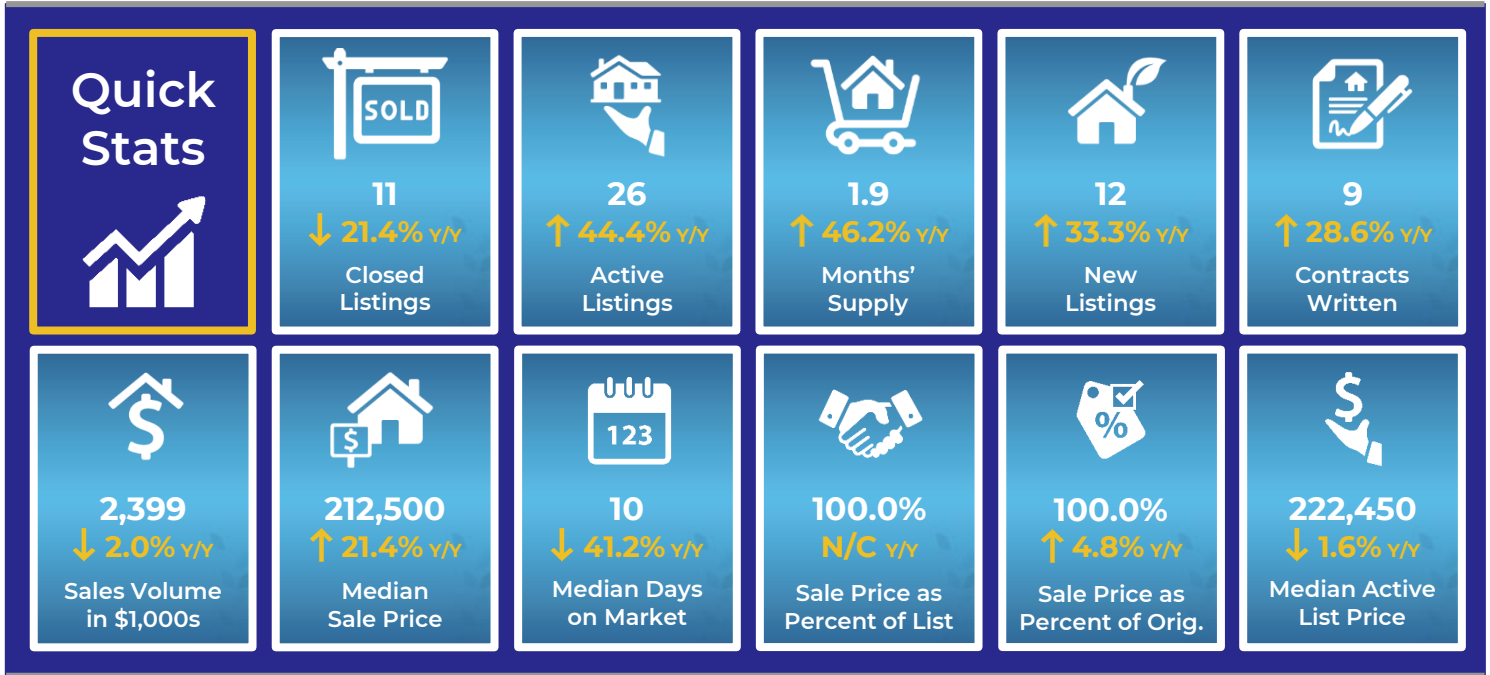 Quick
Stats
SOLD
11
↓ 21.4% Y/Y
Closed
Listings
26
↑ 44.4% Y/Y
Active
Listings
1.9
↑ 46.2% Y/Y
Months’
Supply
12
↑ 33.3% Y/Y
New
Listings
9
↑ 28.6% Y/Y
Contracts
Written
$
2,399
↓ 2.0% Y/Y
Sales Volume
in $1,000s
$
212,500
↑ 21.4% Y/Y
Median
Sale Price
123
10
↓ 41.2% Y/Y
Median Days
on Market
100.0%
N/C Y/Y
Sale Price as
Percent of List
%
100.0%
↑ 4.8% Y/Y
Sale Price as
Percent of Orig.
$
222,450
↓ 1.6% Y/Y
Median Active
List Price